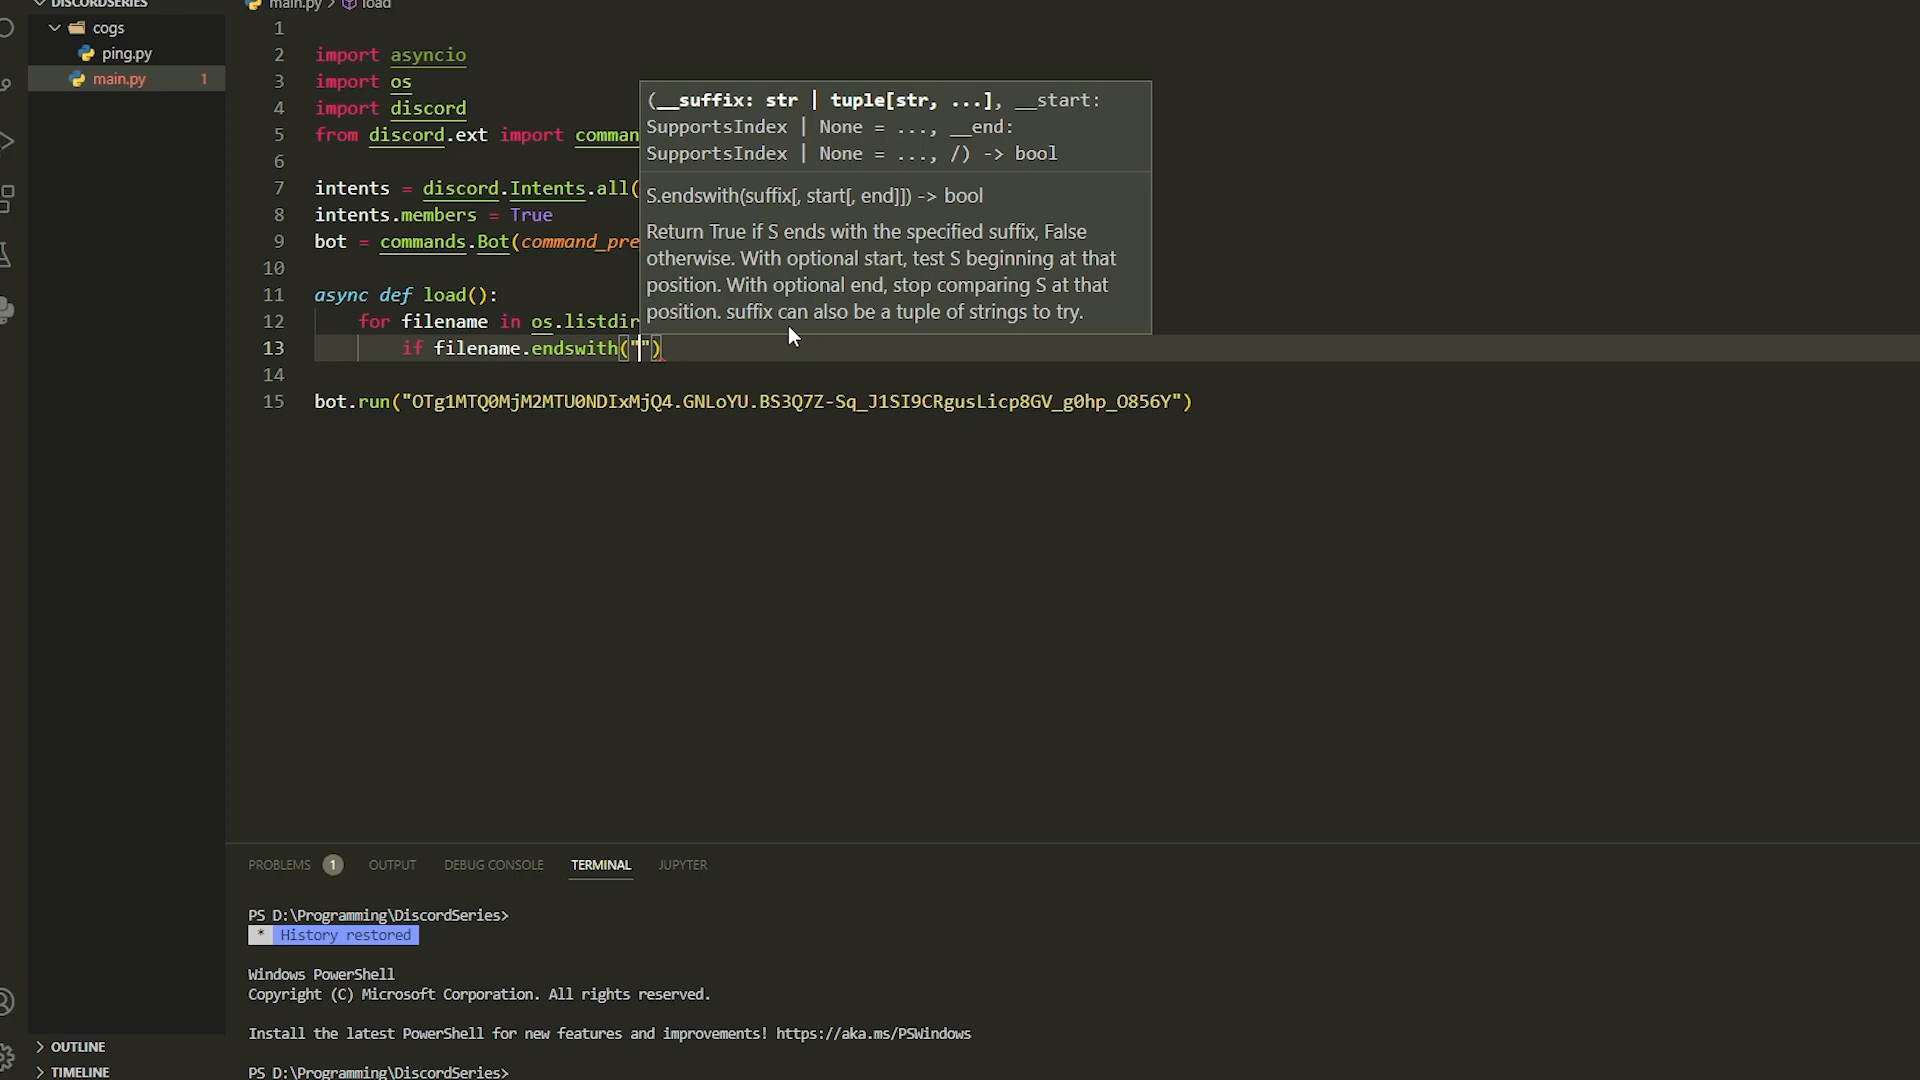 DISCORDSERIES
cogs
ping.py
main.py 1
main.py > load
1
2 import asyncio
3 import os
4 import discord
5 from discord.ext import comman
6
7 intents = discord.Intents.all(
8 intents.members = True
9 bot = commands.Bot(command_pre
10
11 async def load():
12 for filename in os.listdir
13 if filename.endswith("")
14
15 bot.run("OTg1MTQ0MjM2MTU0NDIxMjQ4.GNLoYU.BS3Q7Z-Sq_J1SI9CRgusLicp8GV_g0hp_O856Y")
(__suffix: str | tuple[str, ...], __start:
SupportsIndex | None = ..., __end:
SupportsIndex | None = ..., /) -> bool
S.endswith(suffix[, start[, end]]) -> bool
Return True if S ends with the specified suffix, False
otherwise. With optional start, test S beginning at that
position. With optional end, stop comparing S at that
position. suffix can also be a tuple of strings to try.
PROBLEMS 1 OUTPUT DEBUG CONSOLE TERMINAL JUPYTER
PS D:\Programming\DiscordSeries>
* History restored
Windows PowerShell
Copyright (C) Microsoft Corporation. All rights reserved.
Install the latest PowerShell for new features and improvements! https://aka.ms/PSWindows
PS D:\Programming\DiscordSeries>
OUTLINE
TIMELINE